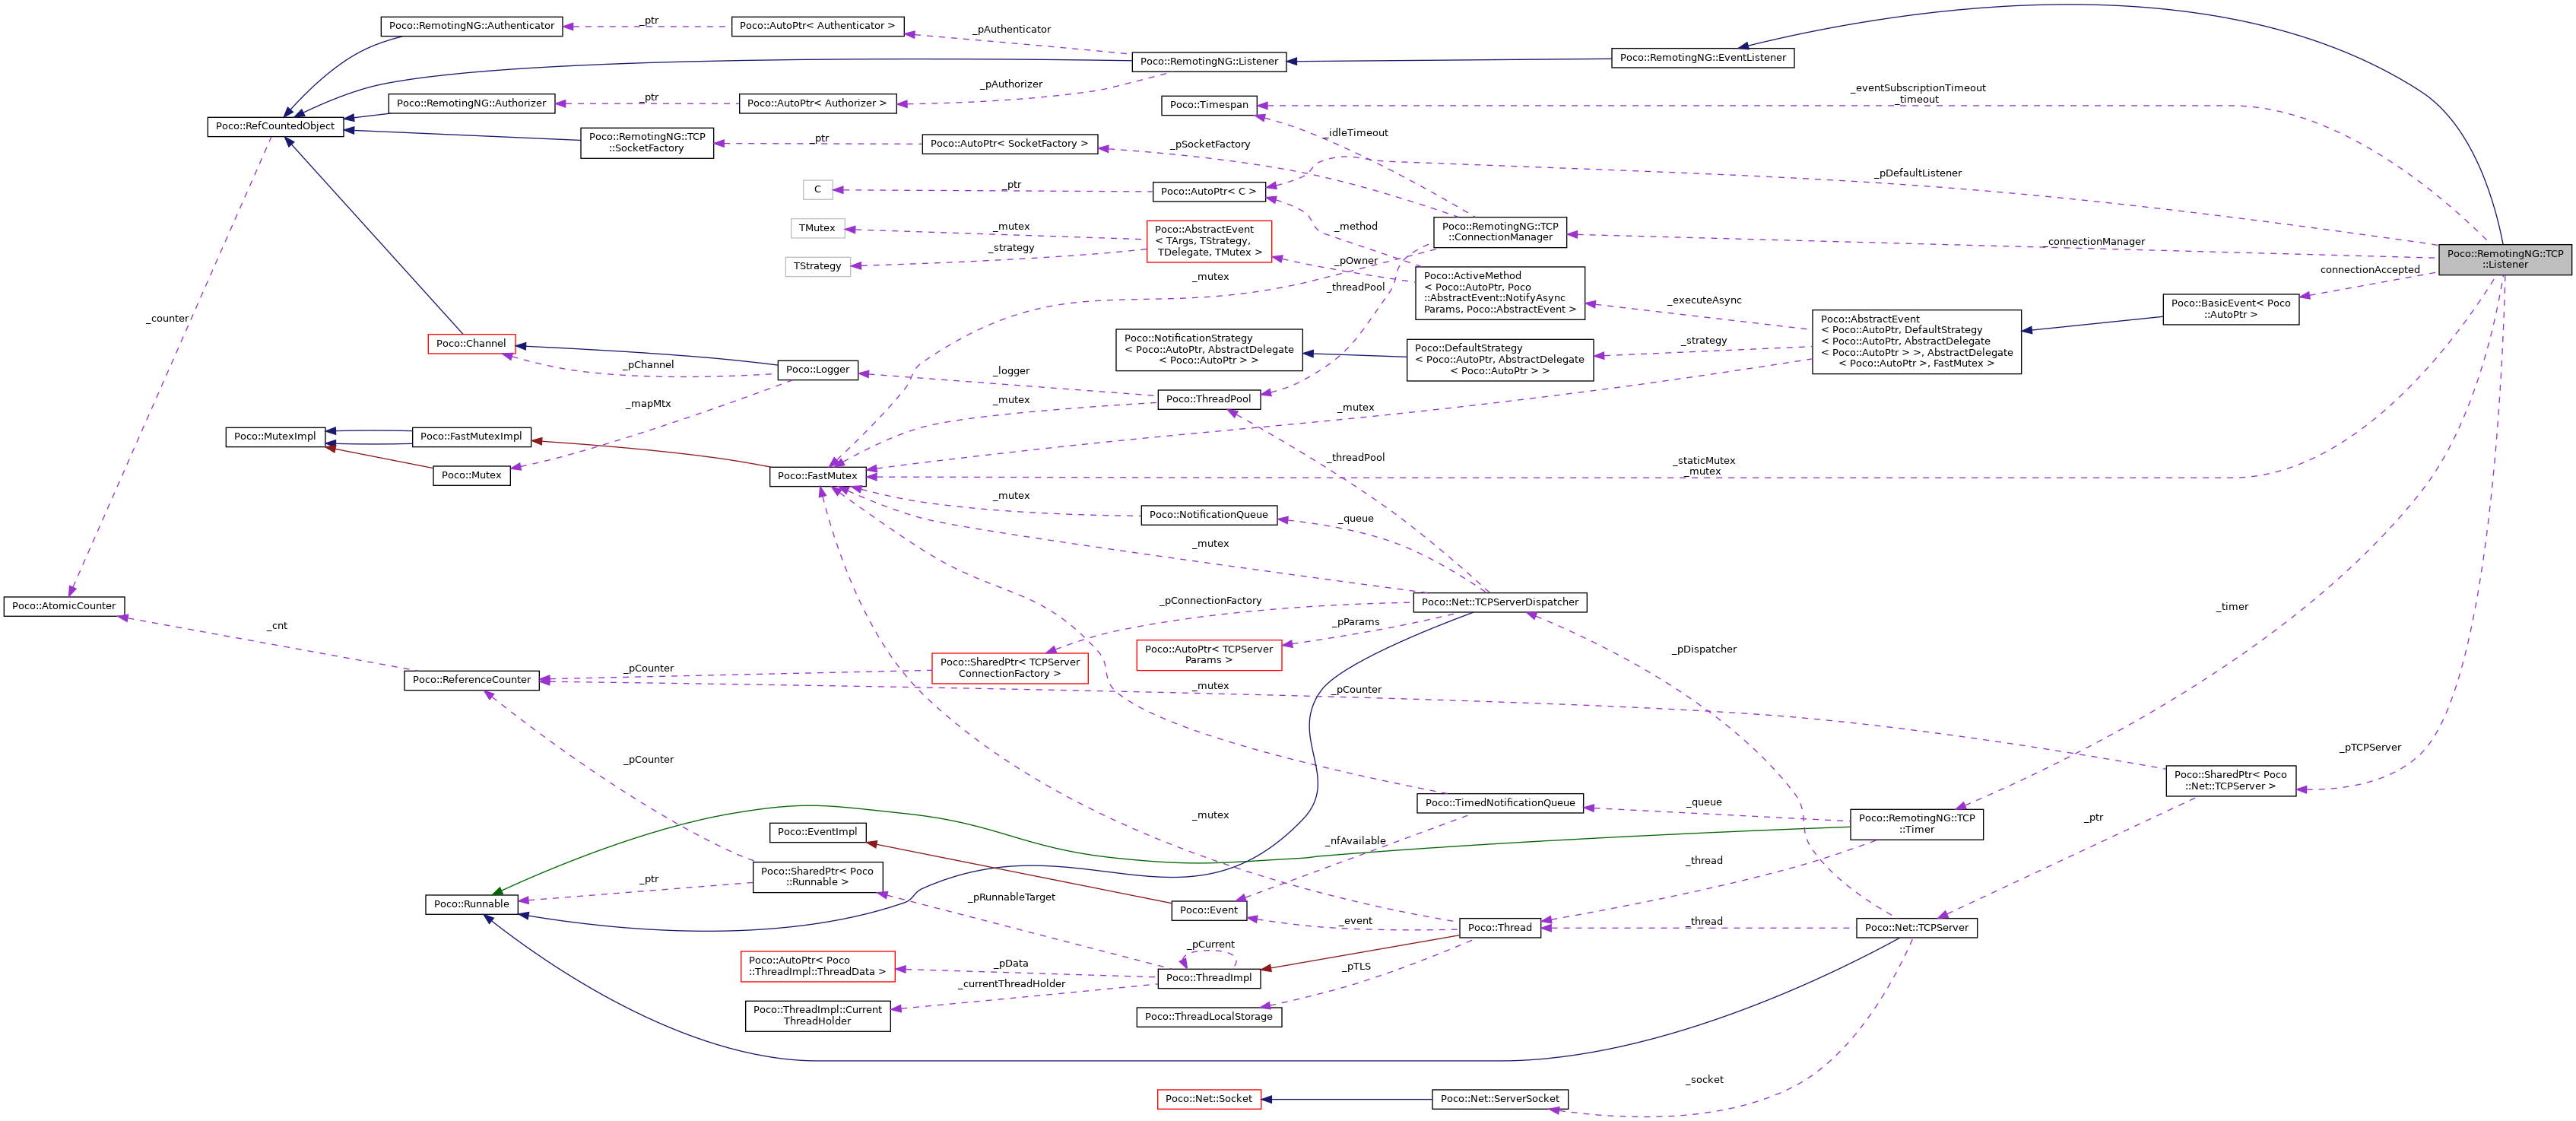 Poco::RemotingNG::Authenticator
_ptr
Poco::AutoPtr< Authenticator >
_pAuthenticator
Poco::RemotingNG::Listener
Poco::RemotingNG::EventListener
_pAuthorizer
Poco::RemotingNG::Authorizer
_ptr
Poco::AutoPtr< Authorizer >
Poco::Timespan
_eventSubscriptionTimeout
_timeout
Poco::RefCountedObject
Poco::RemotingNG::TCP
::SocketFactory
_ptr
Poco::AutoPtr< SocketFactory >
_pSocketFactory
_idleTimeout
C
_ptr
Poco::AutoPtr< C >
_pDefaultListener
TMutex
_mutex
Poco::AbstractEvent
< TArgs, TStrategy,
TDelegate, TMutex >
_method
Poco::RemotingNG::TCP
::ConnectionManager
_connectionManager
TStrategy
_strategy
_pOwner
Poco::RemotingNG::TCP
::Listener
_mutex
_threadPool
Poco::ActiveMethod
< Poco::AutoPtr, Poco
::AbstractEvent::NotifyAsync
Params, Poco::AbstractEvent >
_executeAsync
connectionAccepted
Poco::BasicEvent< Poco
::AutoPtr >
_counter
Poco::Channel
Poco::NotificationStrategy
< Poco::AutoPtr, AbstractDelegate
< Poco::AutoPtr > >
Poco::DefaultStrategy
< Poco::AutoPtr, AbstractDelegate
< Poco::AutoPtr > >
_strategy
Poco::AbstractEvent
< Poco::AutoPtr, DefaultStrategy
< Poco::AutoPtr, AbstractDelegate
< Poco::AutoPtr > >, AbstractDelegate
< Poco::AutoPtr >, FastMutex >
_pChannel
Poco::Logger
_logger
Poco::ThreadPool
_mapMtx
_mutex
_mutex
Poco::MutexImpl
Poco::FastMutexImpl
Poco::Mutex
Poco::FastMutex
_threadPool
_staticMutex
_mutex
_mutex
Poco::NotificationQueue
_queue
_mutex
Poco::AtomicCounter
_cnt
_pConnectionFactory
Poco::Net::TCPServerDispatcher
_timer
_pParams
Poco::AutoPtr< TCPServer
Params >
_pDispatcher
Poco::ReferenceCounter
_pCounter
Poco::SharedPtr< TCPServer
ConnectionFactory >
_mutex
_pCounter
_pCounter
_pTCPServer
Poco::SharedPtr< Poco
::Net::TCPServer >
Poco::TimedNotificationQueue
_queue
Poco::RemotingNG::TCP
::Timer
_mutex
_ptr
Poco::EventImpl
_nfAvailable
_thread
Poco::SharedPtr< Poco
::Runnable >
_ptr
Poco::Runnable
_pRunnableTarget
Poco::Event
_event
Poco::Thread
_thread
Poco::Net::TCPServer
_pCurrent
Poco::AutoPtr< Poco
::ThreadImpl::ThreadData >
_pData
Poco::ThreadImpl
_pTLS
_currentThreadHolder
Poco::ThreadImpl::Current
ThreadHolder
Poco::ThreadLocalStorage
_socket
Poco::Net::Socket
Poco::Net::ServerSocket